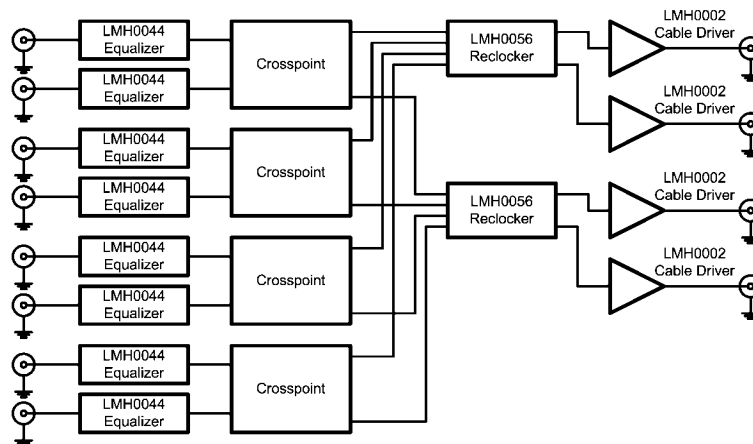 LMH0044
Equalizer
LMH0044
Equalizer
Crosspoint
LMH0044
Equalizer
LMH0044
Equalizer
Crosspoint
LMH0044
Equalizer
LMH0044
Equalizer
Crosspoint
LMH0044
Equalizer
LMH0044
Equalizer
Crosspoint
LMH0056
Reclocker
LMH0056
Reclocker
LMH0002
Cable Driver
LMH0002
Cable Driver
LMH0002
Cable Driver
LMH0002
Cable Driver